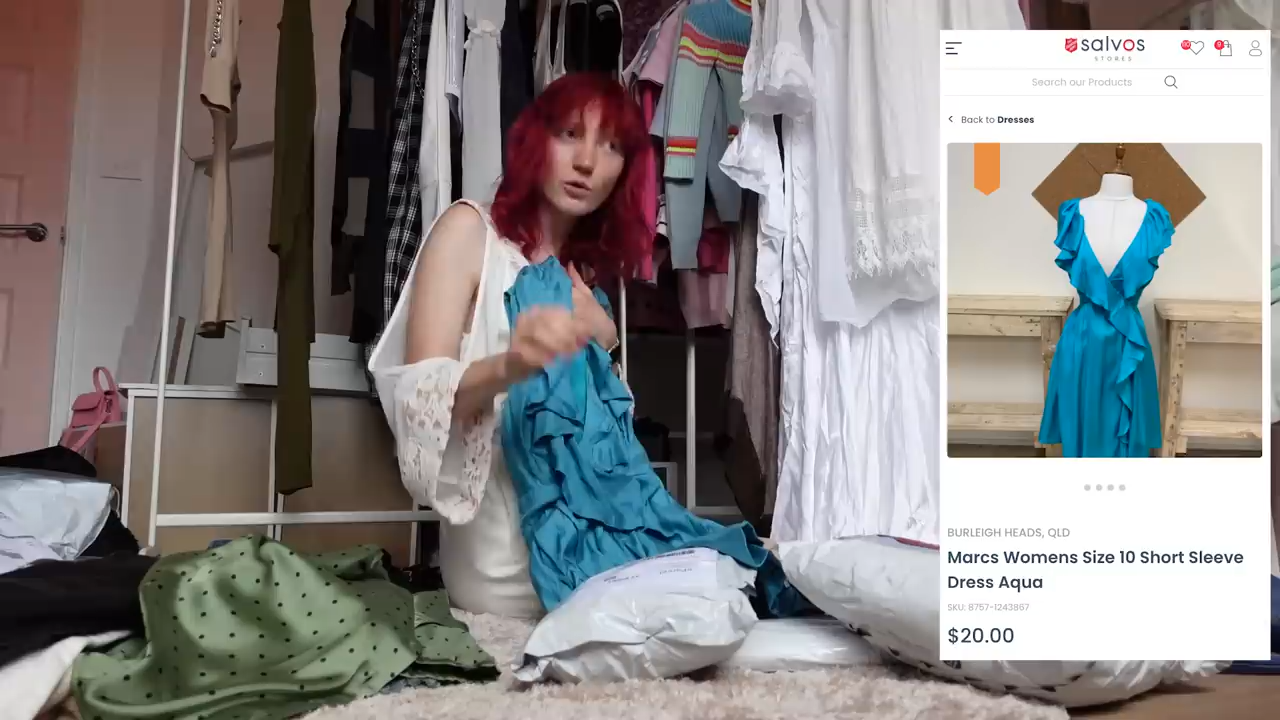 salvos
STORES
Search our Products
Back to Dresses
BURLEIGH HEADS, QLD
Marcs Womens Size 10 Short Sleeve
Dress Aqua
SKU: 8757-1243867
$20.00